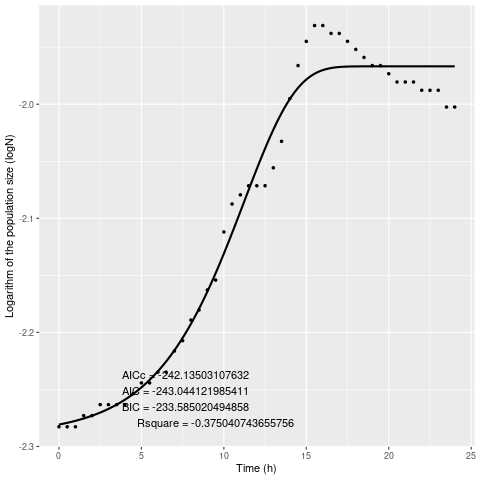 -2.0
-2.1
-2.2
-2.3
Logarithm of the population size (logN)
AICc = -242.13503107632
AIC = -243.044121985411
BIC = -233.585020494858
Rsquare = -0.375040743655756
0 5 10 15 20 25
Time (h)